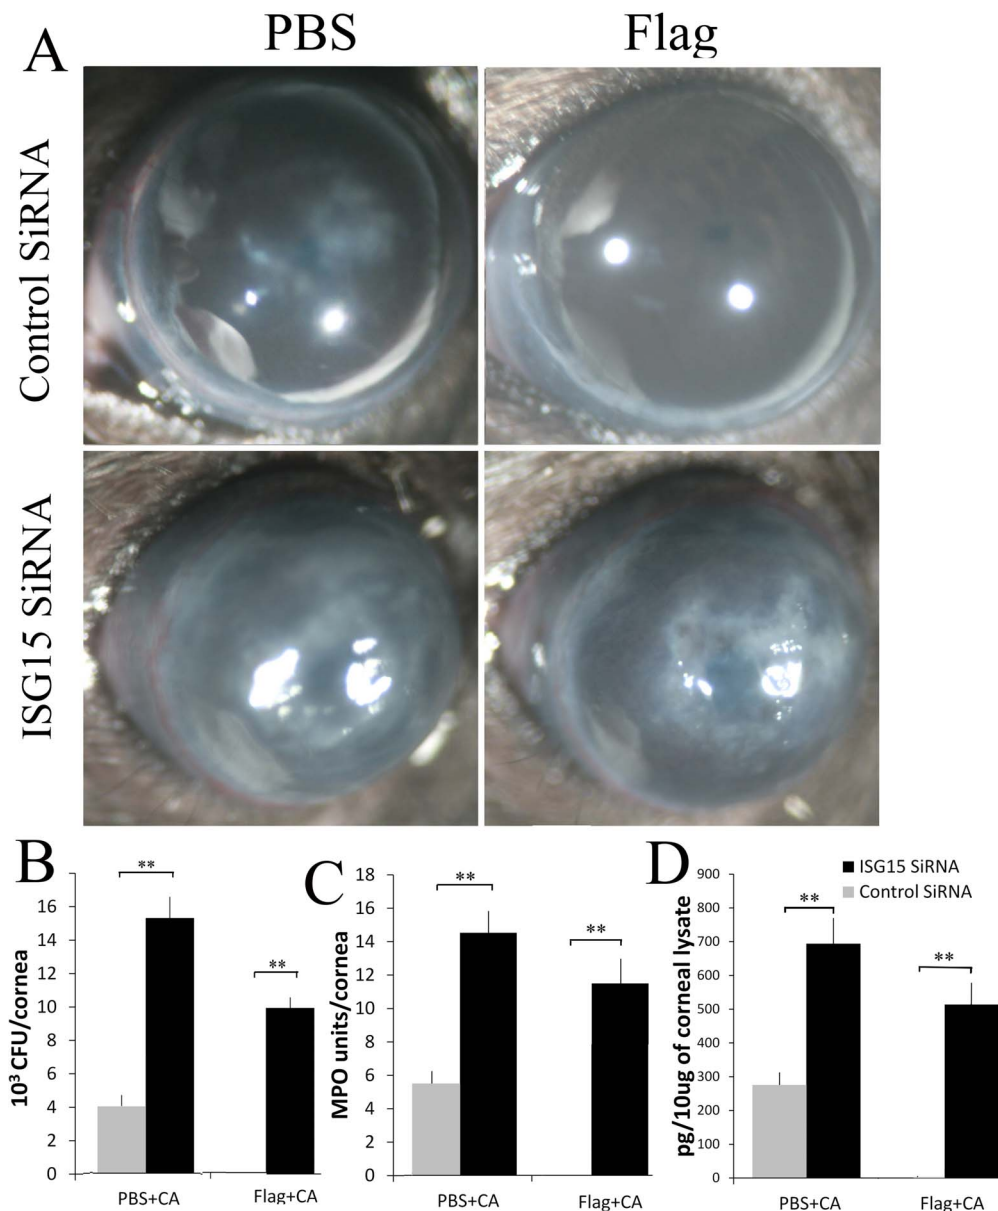 PBS
Flag
A
Control SiRNA
ISG15 SiRNA
B
10³ CFU/cornea
16
14
12
10
8
6
4
2
0
**
**
PBS+CA
Flag+CA
C
MPO units/cornea
18
16
14
12
10
8
6
4
2
0
**
**
PBS+CA
Flag+CA
D
ISG15 SiRNA
Control SiRNA
pg/10ug of corneal lysate
900
800
700
600
500
400
300
200
100
0
**
**
PBS+CA
Flag+CA